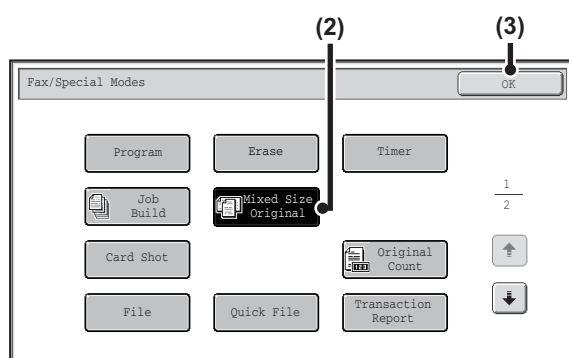 (2) (3)
Fax/Special Modes OK
Program Erase Timer
Job
Build
Mixed Size
Original
1
2
Card Shot
Original
Count
123
File Quick File
Transaction
Report